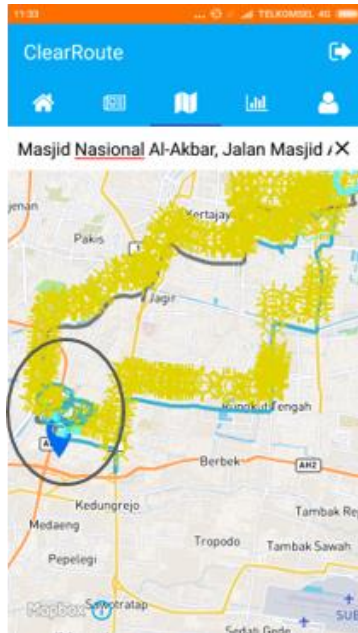 11:33
... TELKOMSEL 4G
ClearRoute
Masjid Nasional Al-Akbar, Jalan Masjid
Kertajay
Pakis
1
Jagir
Tengah
Berbek
AH2
Kedungrejo
Medaeng
Tambak Re
Tropodo
Tambak Sawah
Pepelegi
Mapbox
Sedati Gede